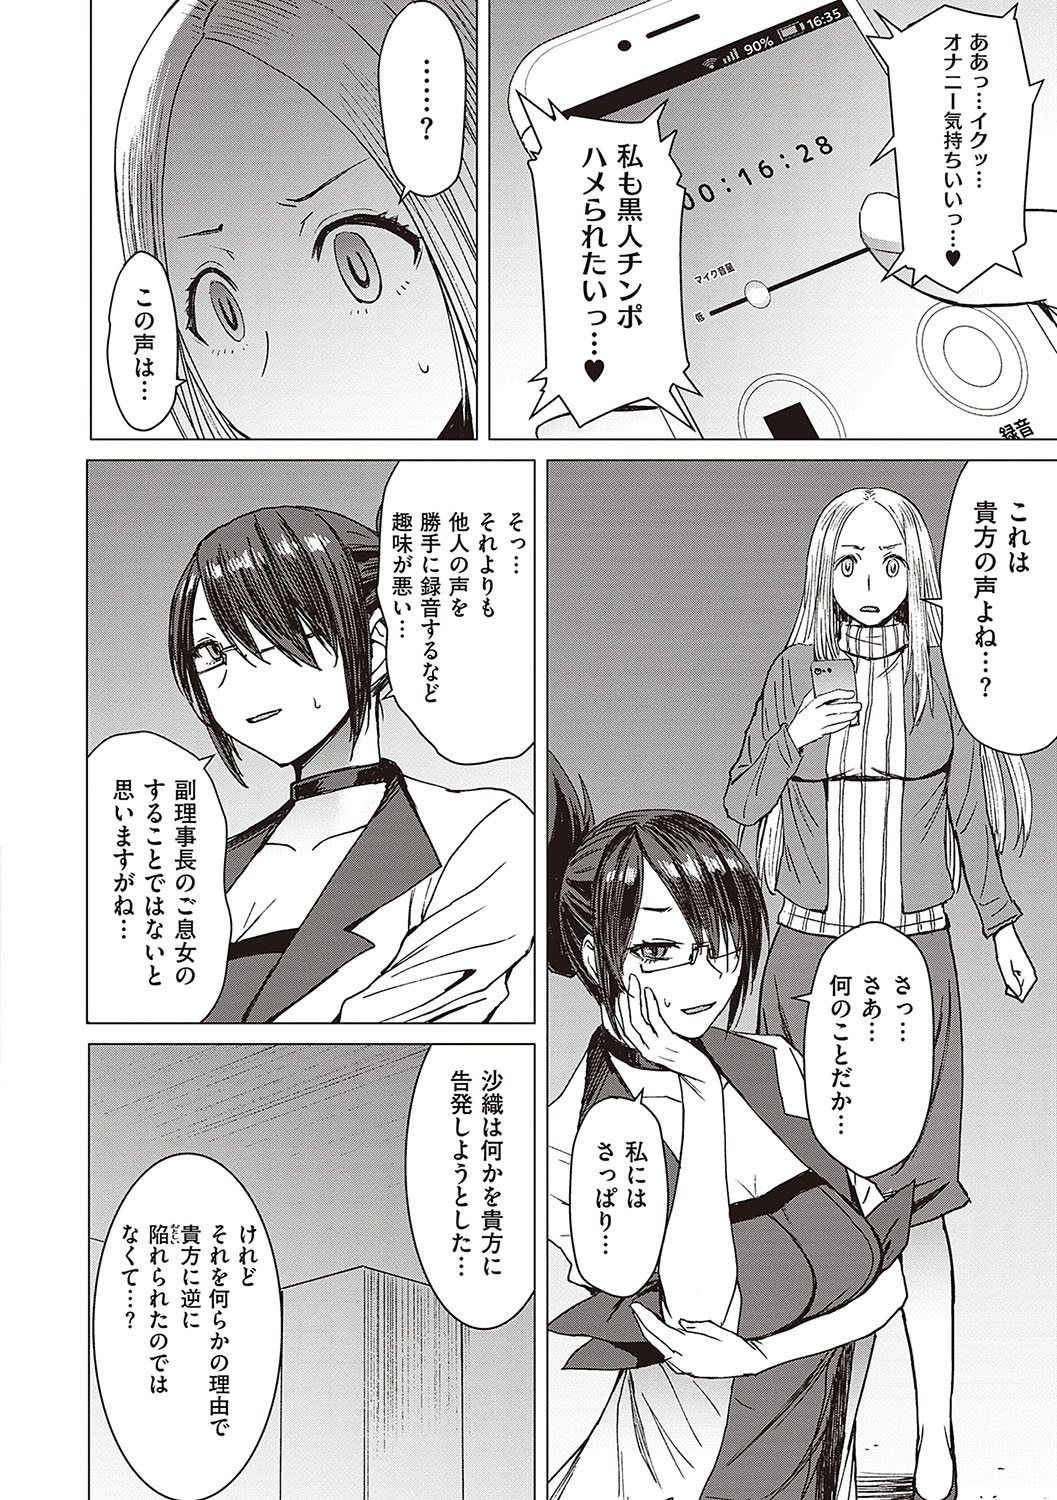 ああっ…イクッ…
オナニー気持ちいいっ…♥
16:35
90%
00:16:28
マイク音量
低
録音
私も黒人チンポ
ハメられたいっ…♥
……?
この声は…
これは
貴方の声よね…?
さっ…
さあ…
何のことだか…
私には
さっぱり…
そっ…
それよりも
他人の声を
勝手に録音するなど
趣味が悪い…
副理事長のご息女の
することではないと
思いますがね…
沙織は何かを貴方に
告発しようとした…
けれど
それを何らかの理由で
貴方に逆に
陥れられたのでは
なくて…?